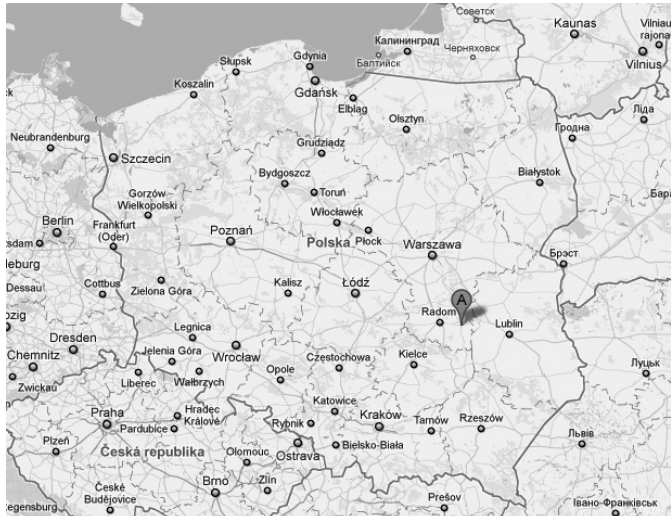 Советск
Kaunas
Vilniaus
rajonas
Калининград
Черняховск
Балтийск
Vilnius
Gdynia
Słupsk
Gdańsk
Koszalin
Elbląg
Olsztyn
Ліда
Гродна
Neubrandenburg
Grudziądz
Szczecin
Bydgoszcz
Toruń
Białystok
Gorzów
Wielkopolski
Włocławek
Płock
Polska
Berlin
Frankfurt
(Oder)
Poznań
Warszawa
Брэст
Dessau
Cottbus
Zielona Góra
Kalisz
Łódź
A
Radom
Lublin
Legnica
Dresden
Chemnitz
Zwickau
Jelenia Góra
Wrocław
Częstochowa
Kielce
Луцьк
Liberec
Wałbrzych
Opole
Praha
Hradec
Králové
Katowice
Kraków
Tarnów
Rzeszów
Plzeň
Pardubice
Rybnik
Bielsko-Biała
Львів
Česká republika
Olomouc
Ostrava
České
Budějovice
Brno
Zlín
Prešov
Івано-Франківськ